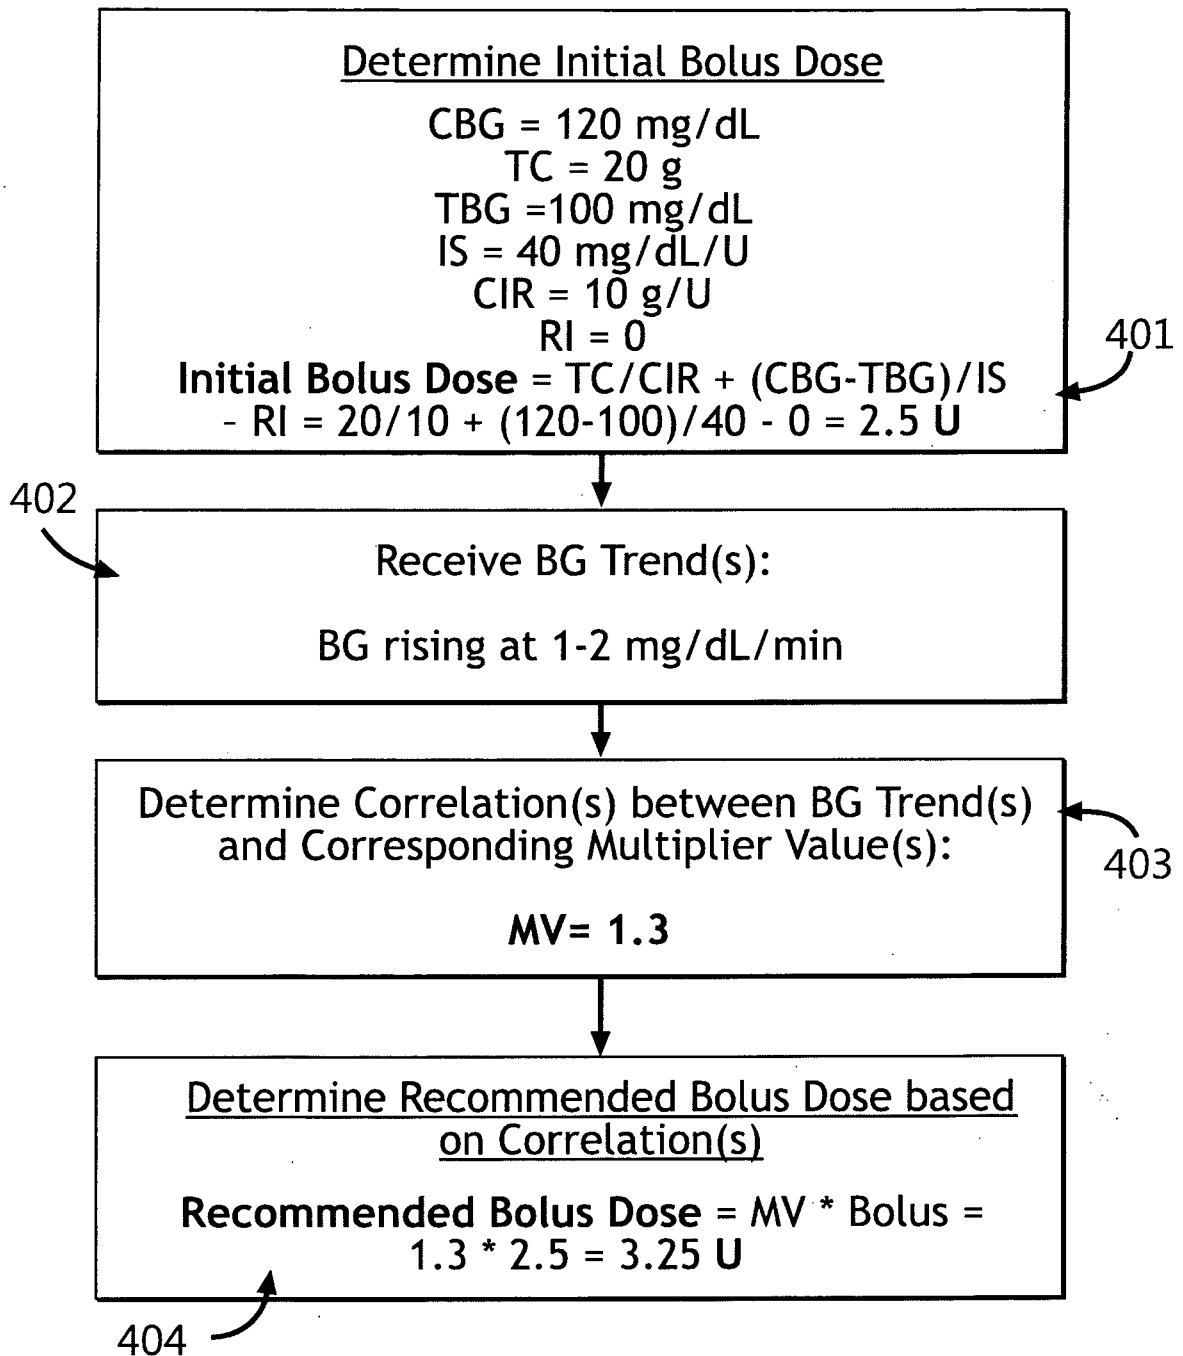 Determine Initial Bolus Dose
CBG = 120 mg/dL
TC = 20 g
TBG =100 mg/dL
IS = 40 mg/dL/U
CIR = 10 g/U
RI = 0
401
Initial Bolus Dose = TC/CIR + (CBG-TBG)/IS
- RI = 20/10 + (120-100)/40 - 0 = 2.5 U
402
Receive BG Trend(s):
BG rising at 1-2 mg/dL/min
Determine Correlation(s) between BG Trend(s)
and Corresponding Multiplier Value(s):
403
MV= 1.3
Determine Recommended Bolus Dose based
on Correlation(s)
Recommended Bolus Dose = MV * Bolus =
1.3 * 2.5 = 3.25 U
404